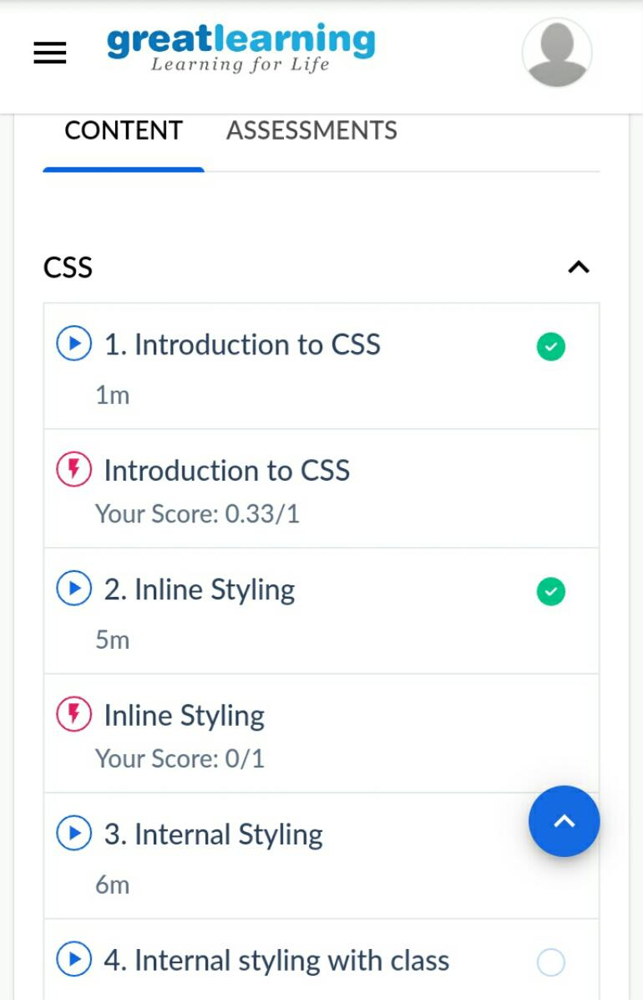 greatlearning
Learning for Life
CONTENT ASSESSMENTS
CSS
1. Introduction to CSS
1m
Introduction to CSS
Your Score: 0.33/1
2. Inline Styling
5m
Inline Styling
Your Score: 0/1
3. Internal Styling
6m
4. Internal styling with class